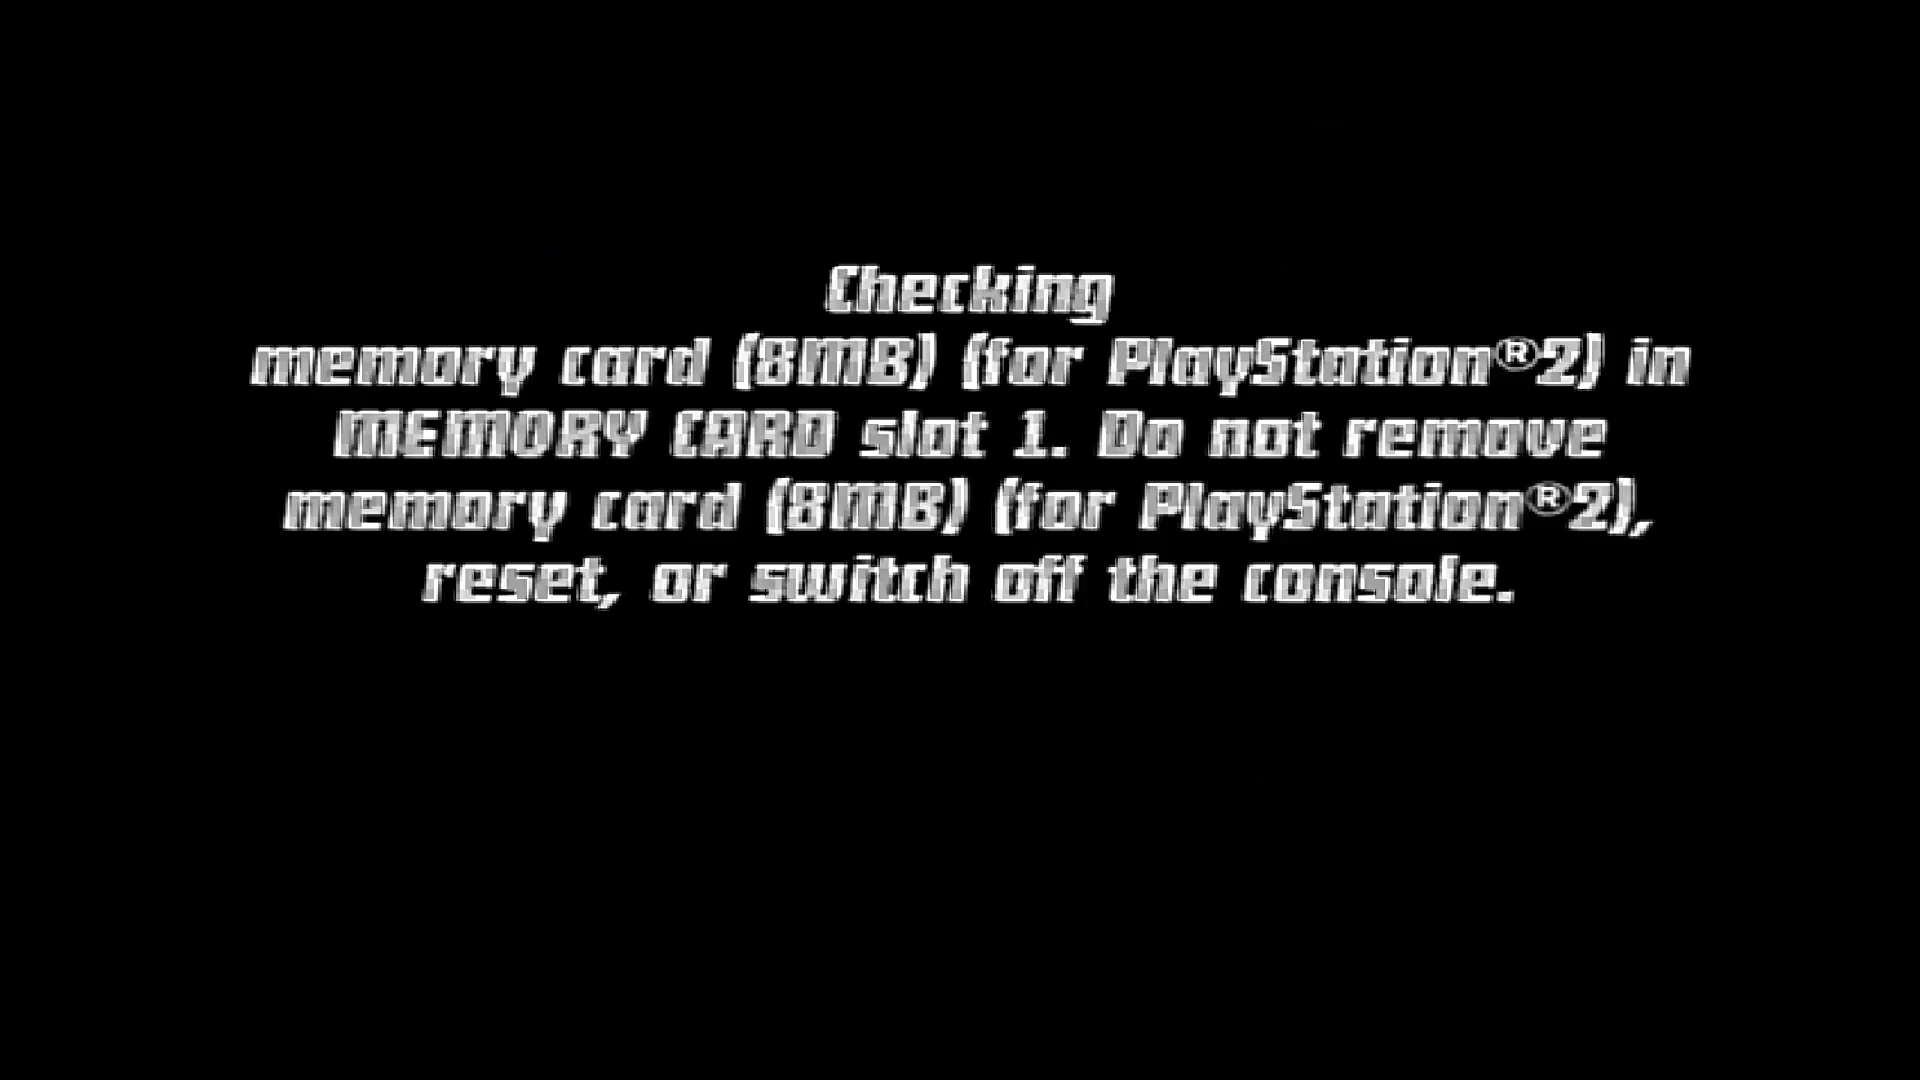 Checking
memory card (8MB) (for PlayStation®2) in
MEMORY CARD slot 1. Do not remove
memory card (8MB) (for PlayStation®2),
reset, or switch off the console.